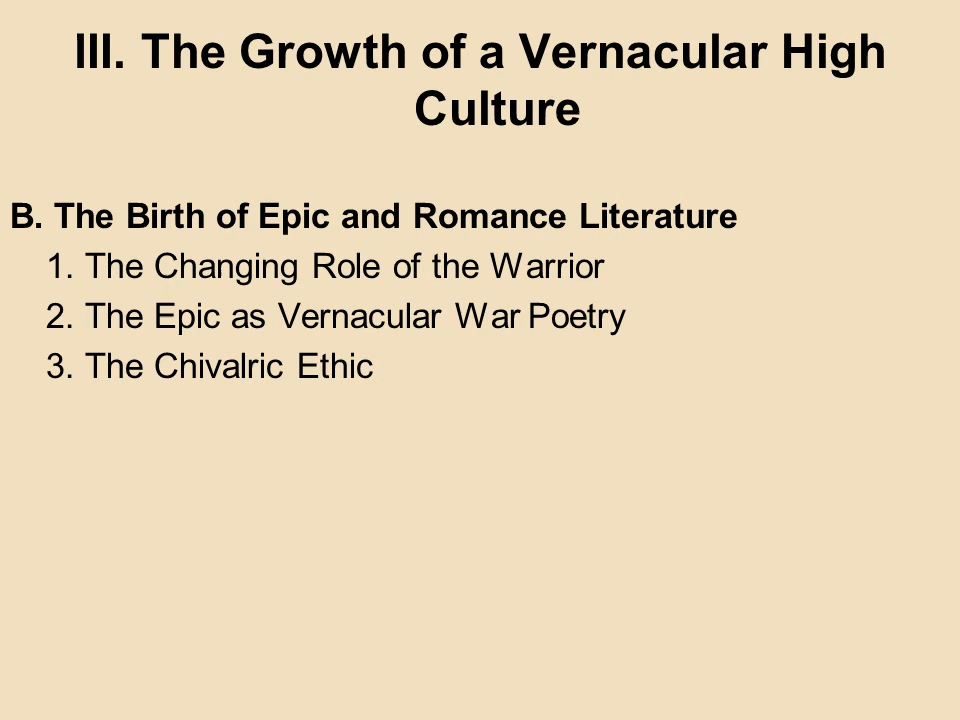 III. The Growth of a Vernacular High
Culture
B. The Birth of Epic and Romance Literature
1. The Changing Role of the Warrior
2. The Epic as Vernacular War Poetry
3. The Chivalric Ethic